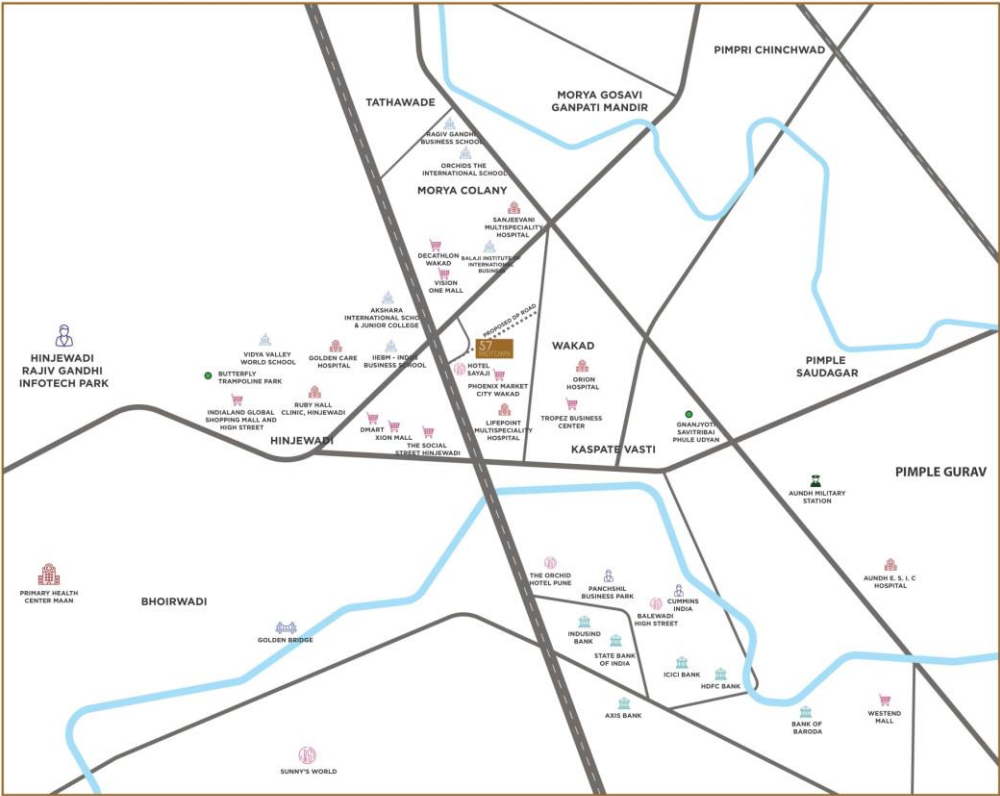 PIMPRI CHINCHWAD
MORYA GOSAVI
GANPATI MANDIR
TATHAWADE
RAGIV GANDHI
BUSINESS SCHOOL
ORCHIDS THE
INTERNATIONAL SCHOOL
MORYA COLANY
SANJEEVANI
MULTISPECIALITY
HOSPITAL
DECATHLON
WAKAD
BALAJI INSTITUTE OF
INTERNATIONAL
BUSINESS
VISION
ONE MALL
AKSHARA
INTERNATIONAL SCHO
& JUNIOR COLLEGE
PROPOSED DP ROAD
57
MIDTOWN
WAKAD
HINJEWADI
RAJIV GANDHI
INFOTECH PARK
VIDYA VALLEY
WORLD SCHOOL
GOLDEN CARE
HOSPITAL
IIEBM – INDUS
BUSINESS SCHOOL
HOTEL
SAYAJI
PHOENIX MARKET
CITY WAKAD
ORION
HOSPITAL
PIMPLE
SAUDAGAR
BUTTERFLY
TRAMPOLINE PARK
INDIALAND GLOBAL
SHOPPING MALL AND
HIGH STREET
RUBY HALL
CLINIC, HINJEWADI
DMART
XION MALL
THE SOCIAL
STREET HINJEWADI
LIFEPOINT
MULTISPECIALITY
HOSPITAL
TROPEZ BUSINESS
CENTER
GNANJYOTI
SAVITRIBAI
PHULE UDYAN
HINJEWADI
KASPATE VASTI
PIMPLE GURAV
AUNDH MILITARY
STATION
PRIMARY HEALTH
CENTER MAAN
BHOIRWADI
GOLDEN BRIDGE
THE ORCHID
HOTEL PUNE
PANCHSHIL
BUSINESS PARK
CUMMINS
INDIA
BALEWADI
HIGH STREET
AUNDH E. S. I. C
HOSPITAL
INDUSIND
BANK
STATE BANK
OF INDIA
ICICI BANK
HDFC BANK
AXIS BANK
BANK OF
BARODA
WESTEND
MALL
SUNNY'S WORLD